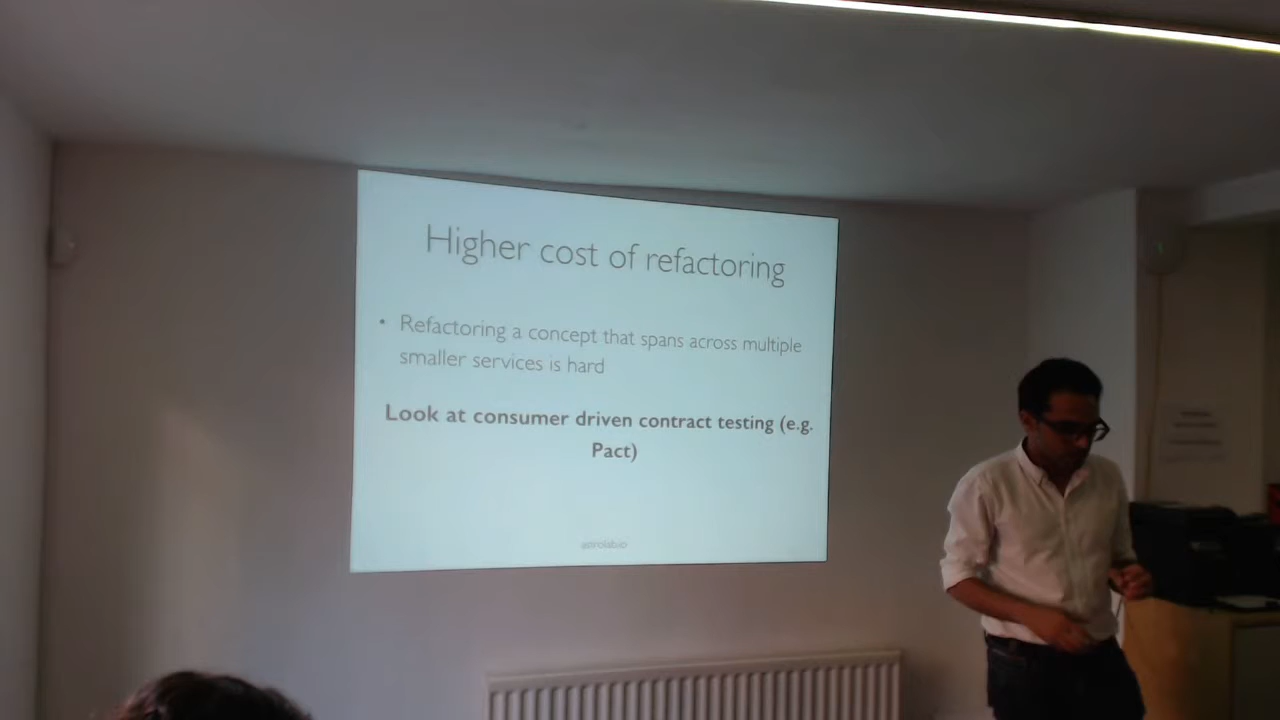 Higher cost of refactoring
• Refactoring a concept that spans across multiple
smaller services is hard
Look at consumer driven contract testing (e.g.
Pact)